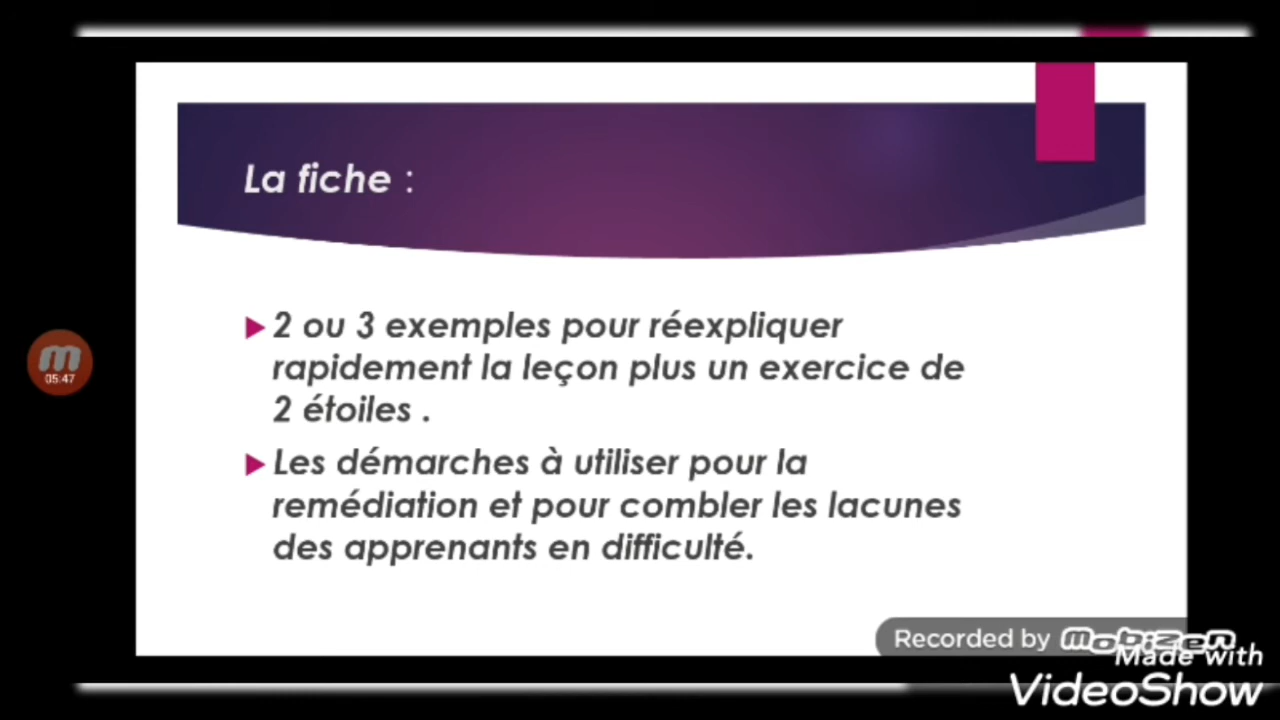 La fiche :
2 ou 3 exemples pour réexpliquer
rapidement la leçon plus un exercice de
2 étoiles .
Les démarches à utiliser pour la
remédiation et pour combler les lacunes
des apprenants en difficulté.
05:47
Recorded by mobizen
Made with
VideoShow